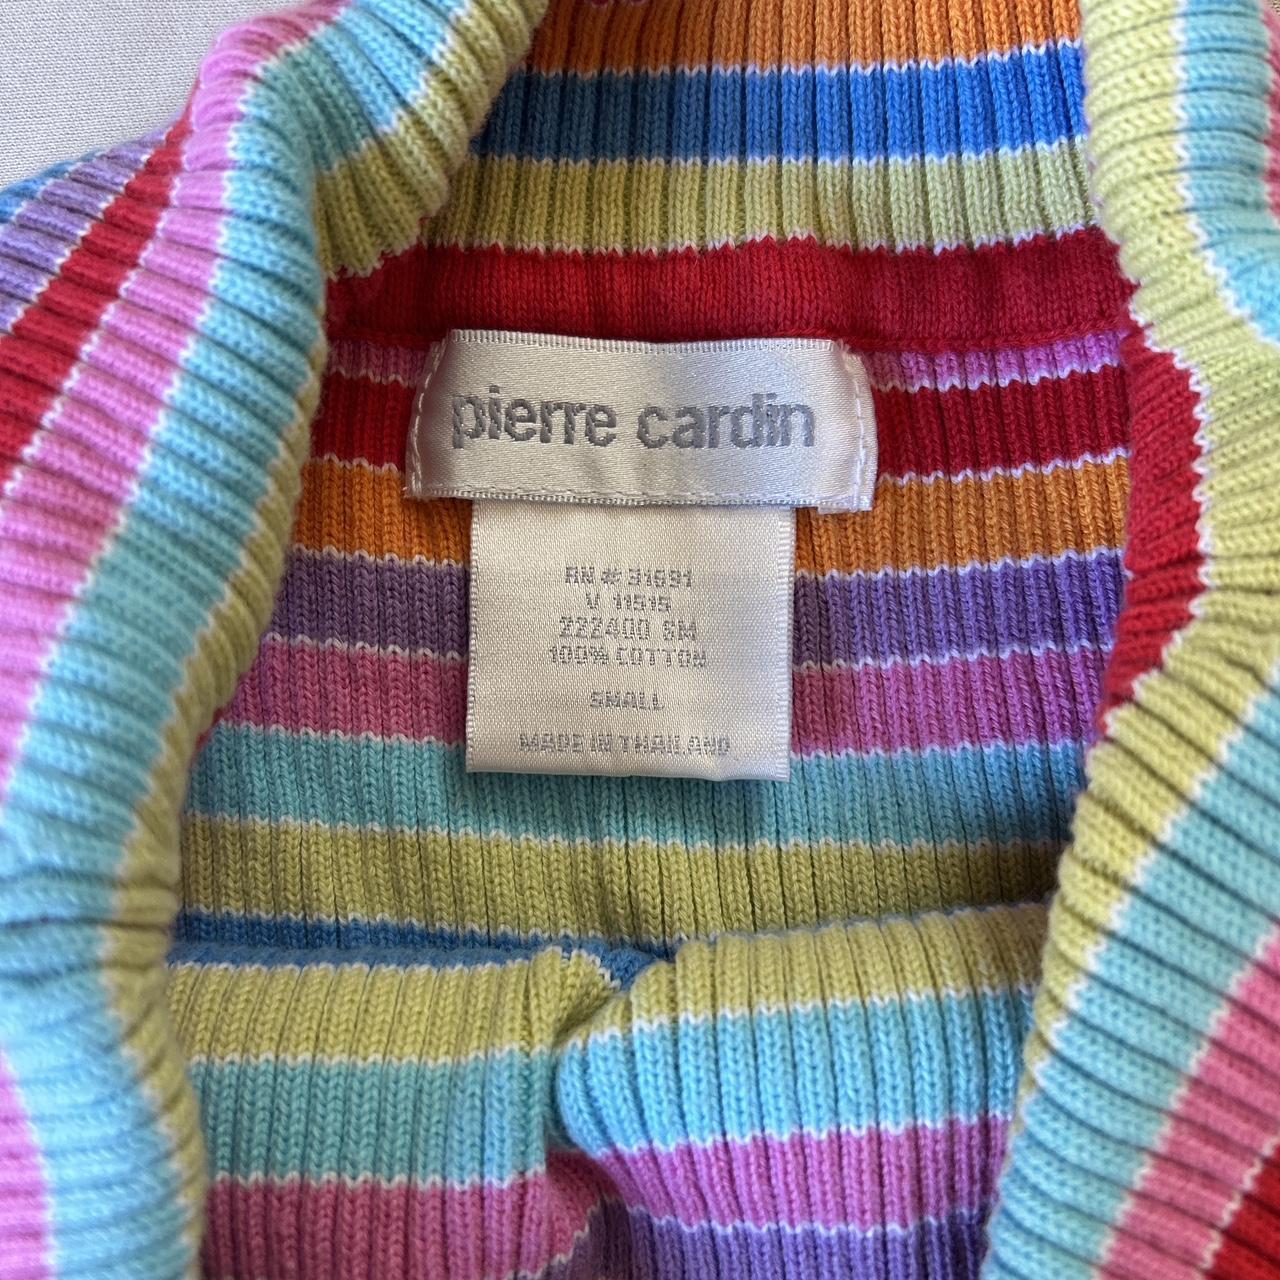 pierre cardin
RN # 31691
V 11515
222400 SM
100% COTTON
SMALL
MADE IN THAILAND